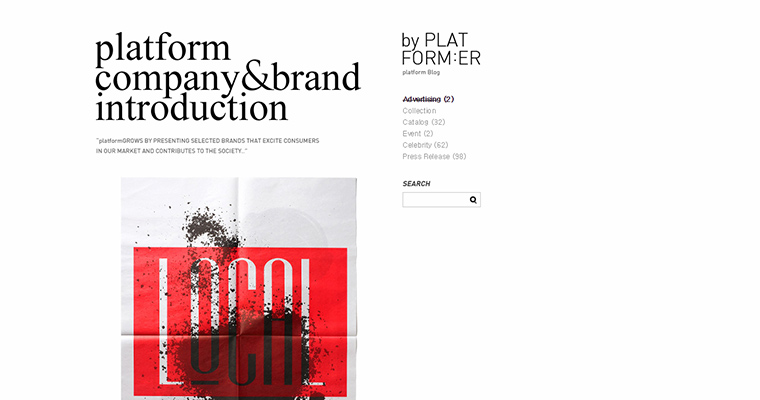 platform
company&brand
introduction
"platformGROWS BY PRESENTING SELECTED BRANDS THAT EXCITE CONSUMERS
IN OUR MARKET AND CONTRIBUTES TO THE SOCIETY..."
LOCAL
by PLAT
FORM:ER
platform Blog
Advertising (2)
Collection
Catalog (32)
Event (2)
Celebrity (62)
Press Release (98)
SEARCH